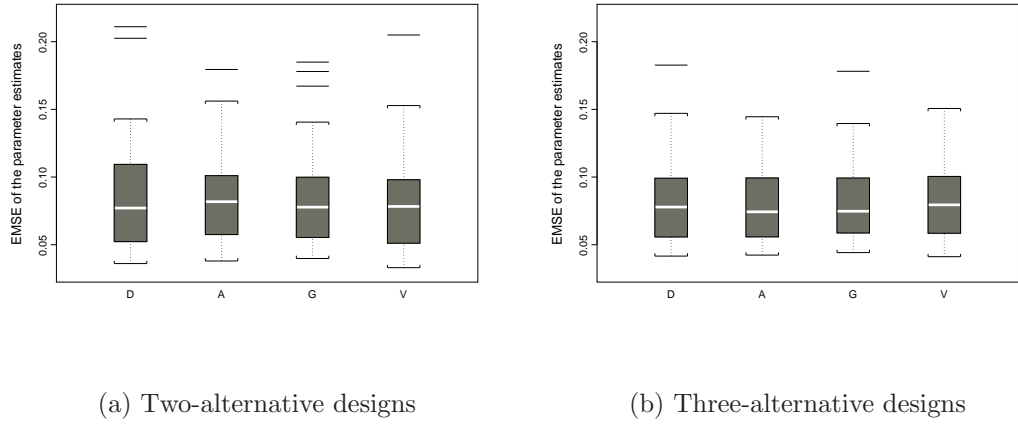 EMSE of the parameter estimates
0.20
0.15
0.10
0.05
D A G V
(a) Two-alternative designs
EMSE of the parameter estimates
0.20
0.15
0.10
0.05
D A G V
(b) Three-alternative designs